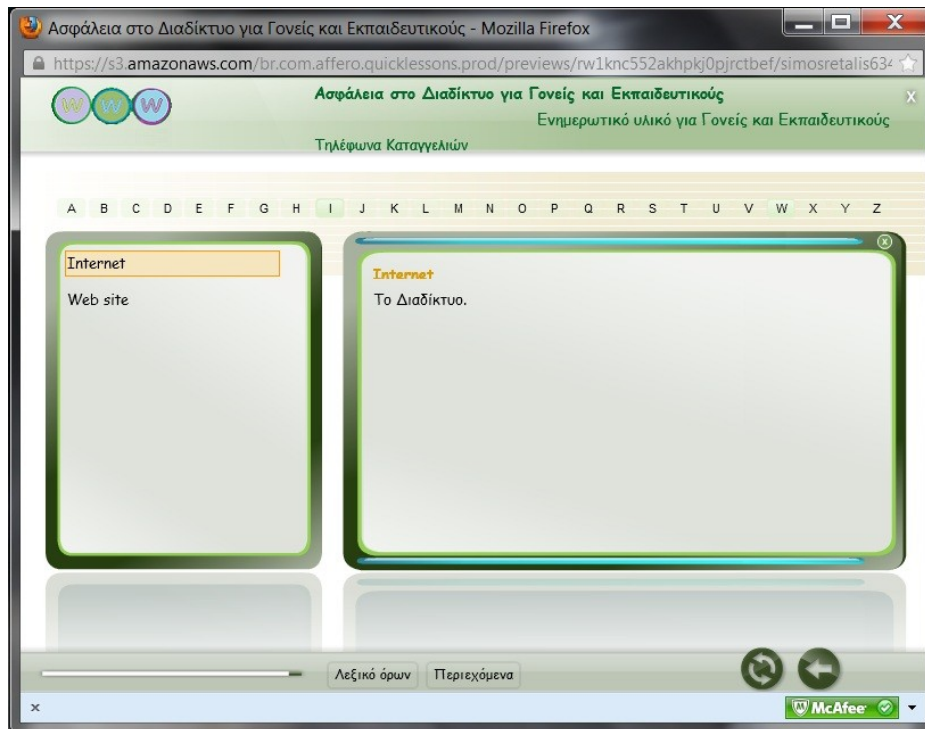 Ασφάλεια στο Διαδίκτυο για Γονείς και Εκπαιδευτικούς - Mozilla Firefox
https://s3.amazonaws.com/br.com.affero.quicklessons.prod/previews/rw1knc552akhpkj0pjrctbef/simosretalis634
W W W
Ασφάλεια στο Διαδίκτυο για Γονείς και Εκπαιδευτικούς
Ενημερωτικό υλικό για Γονείς και Εκπαιδευτικούς
Τηλέφωνα Καταγγελιών
A B C D E F G H I J K L M N O P Q R S T U V W X Y Z
Internet
Web site
Internet
Το Διαδίκτυο.
Λεξικό όρων
Περιεχόμενα
McAfee